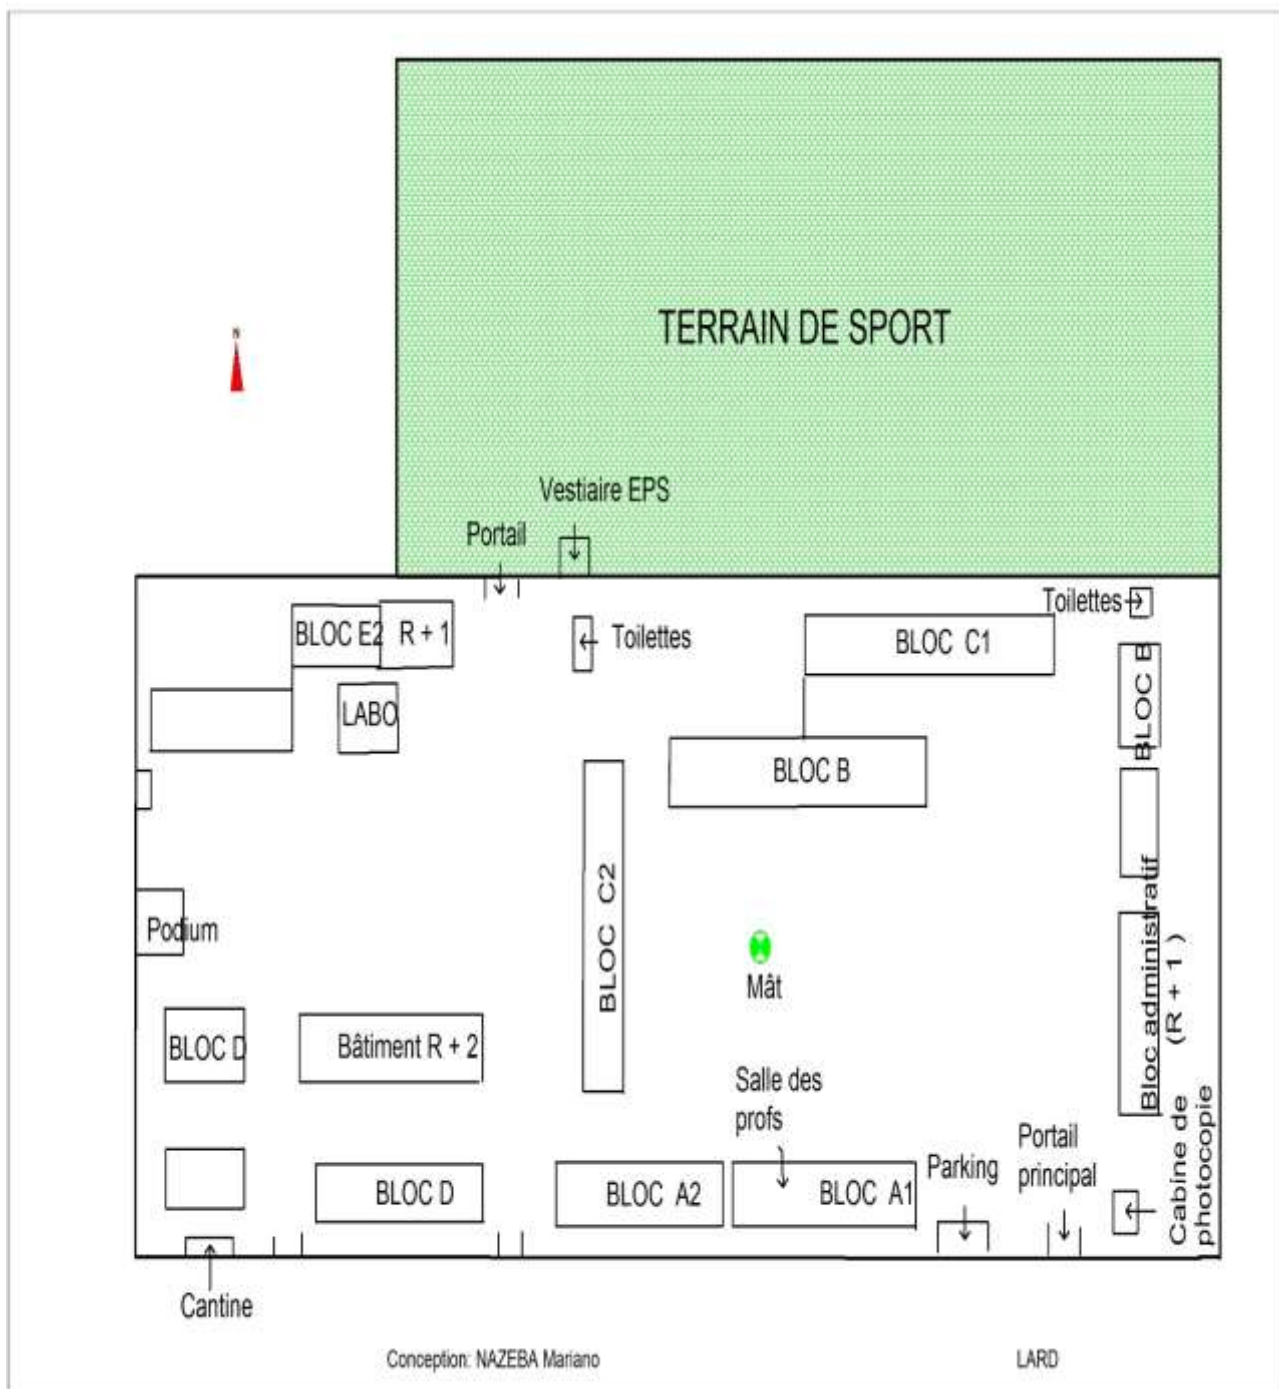 N
TERRAIN DE SPORT
Vestiaire EPS
Portail
Toilettes
BLOC E2
R + 1
Toilettes
BLOC C1
BLOC B
LABO
BLOC B
BLOC C2
Podium
Mât
Bloc administratif
(R + 1 )
BLOC D
Bâtiment R + 2
Salle des
profs
Parking
Portail
principal
Cabine de
photocopie
BLOC D
BLOC A2
BLOC A1
Cantine
Conception: NAZEBA Mariano
LARD